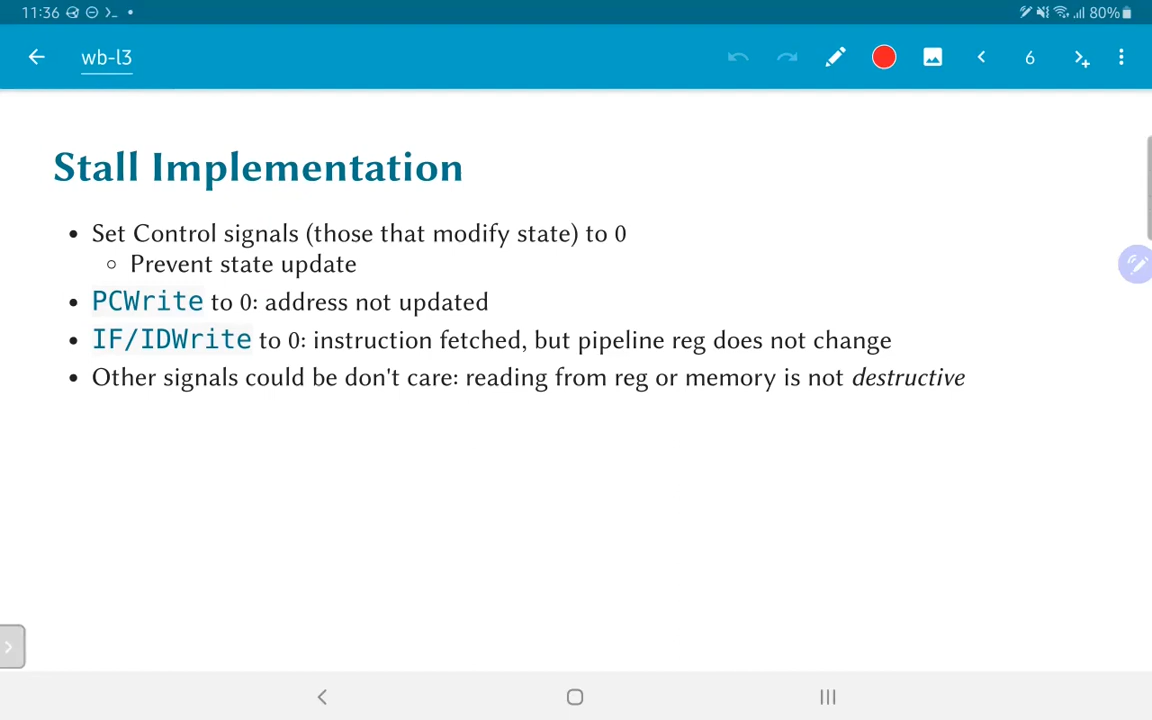 11:36
80%
wb-l3
6
Stall Implementation
• Set Control signals (those that modify state) to 0
◦ Prevent state update
• PCWrite to 0: address not updated
• IF/IDWrite to 0: instruction fetched, but pipeline reg does not change
• Other signals could be don't care: reading from reg or memory is not destructive